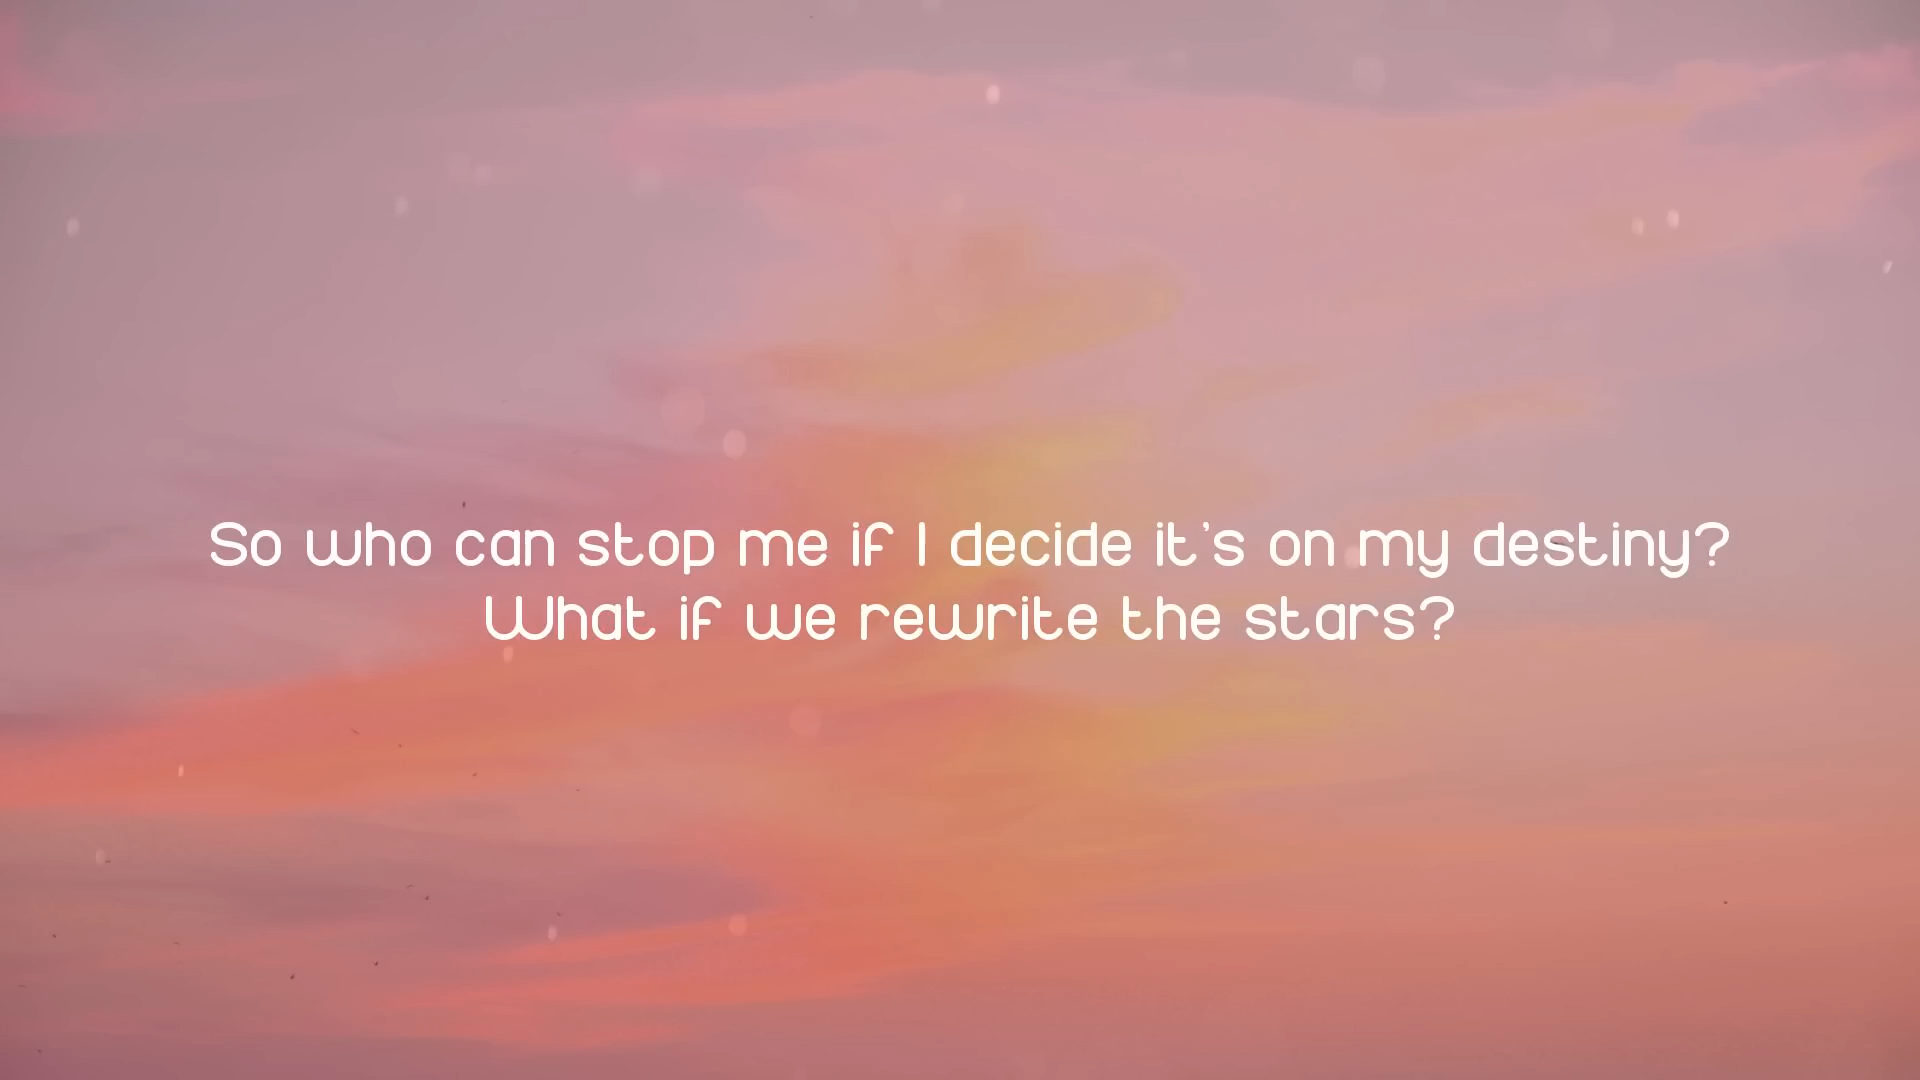 So who can stop me if I decide it's on my destiny?
What if we rewrite the stars?